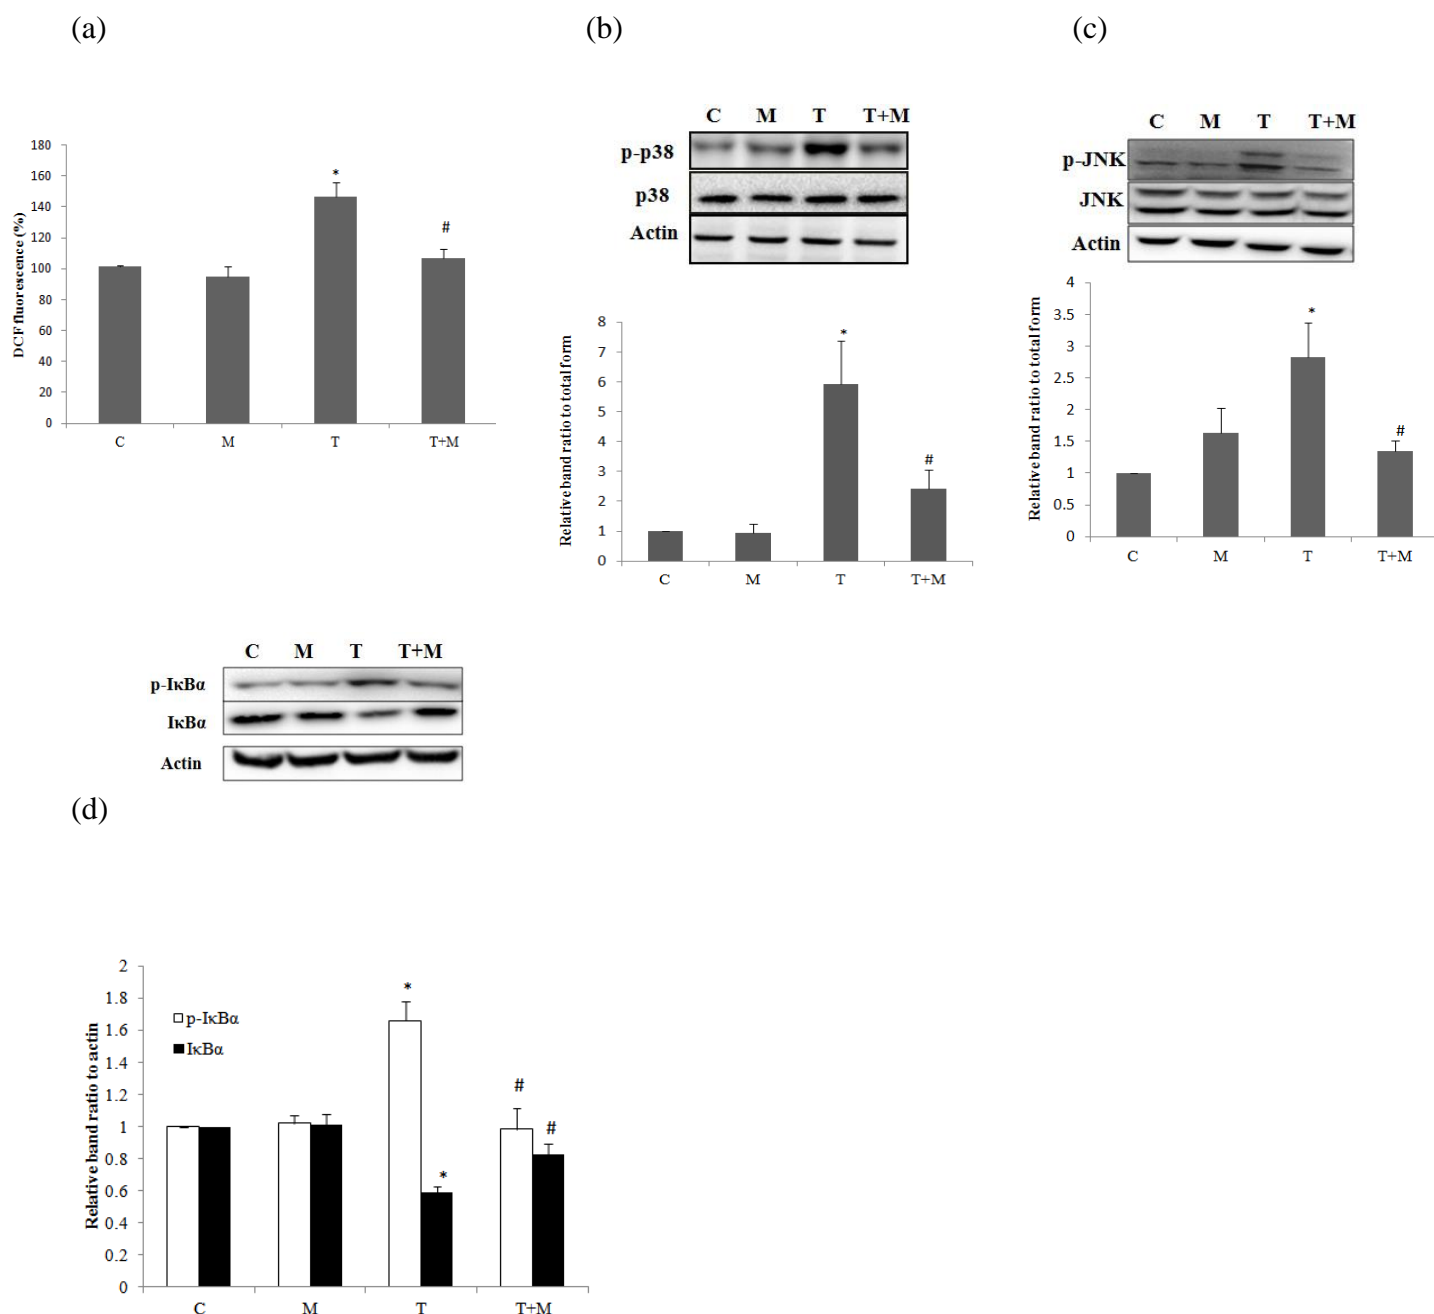 (a)
(b)
(c)
180
160
140
120
100
80
60
40
20
0
DCF fluorescence (%)
*
#
C M T T+M
C M T T+M
p-p38
p38
Actin
8
7
6
5
4
3
2
1
0
Relative band ratio to total form
*
#
C M T T+M
C M T T+M
p-JNK
JNK
Actin
4
3.5
3
2.5
2
1.5
1
0.5
0
Relative band ratio to total form
*
#
C M T T+M
C M T T+M
p-IκBα
IκBα
Actin
(d)
2
1.8
1.6
1.4
1.2
1
0.8
0.6
0.4
0.2
0
Relative band ratio to actin
p-IκBα
IκBα
*
*
#
#
C M T T+M